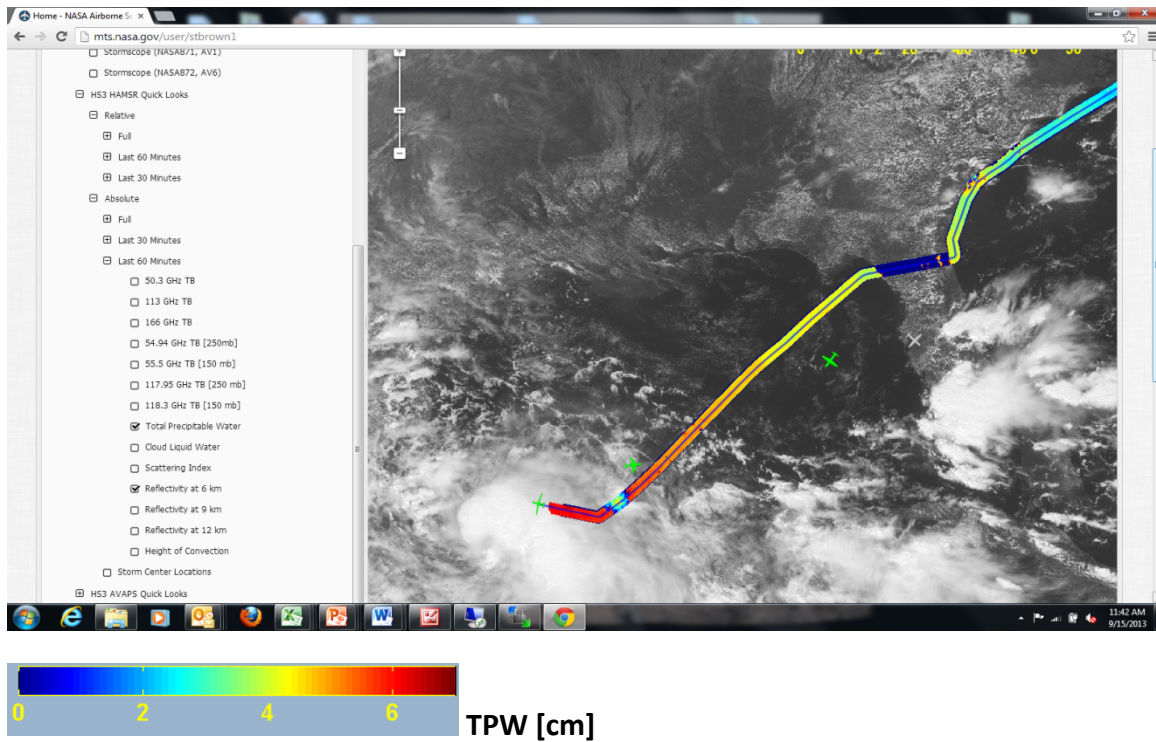 Home - NASA Airborne Sc
mts.nasa.gov/user/stbrown1
Stormscope (NASA871, AV1)
Stormscope (NASA872, AV6)
HS3 HAMSR Quick Looks
Relative
Full
Last 60 Minutes
Last 30 Minutes
Absolute
Full
Last 30 Minutes
Last 60 Minutes
50.3 GHz TB
113 GHz TB
166 GHz TB
54.94 GHz TB [250mb]
55.5 GHz TB [150 mb]
117.95 GHz TB [250 mb]
118.3 GHz TB [150 mb]
Total Precipitable Water
Cloud Liquid Water
Scattering Index
Reflectivity at 6 km
Reflectivity at 9 km
Reflectivity at 12 km
Height of Convection
Storm Center Locations
HS3 AVAPS Quick Looks
11:42 AM
9/15/2013
0 2 4 6
TPW [cm]